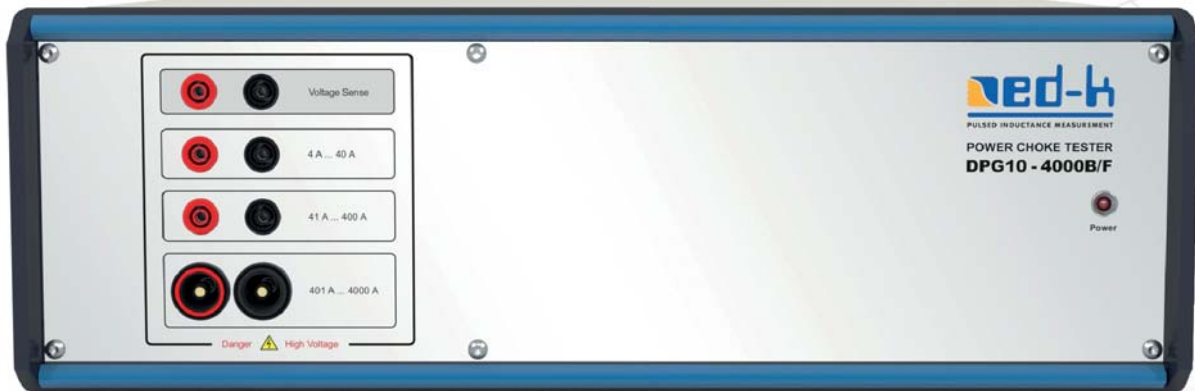 Voltage Sense
4 A ... 40 A
41 A ... 400 A
401 A ... 4000 A
Danger High Voltage
ed-k
PULSED INDUCTANCE MEASUREMENT
POWER CHOKE TESTER
DPG10 - 4000B/F
Power